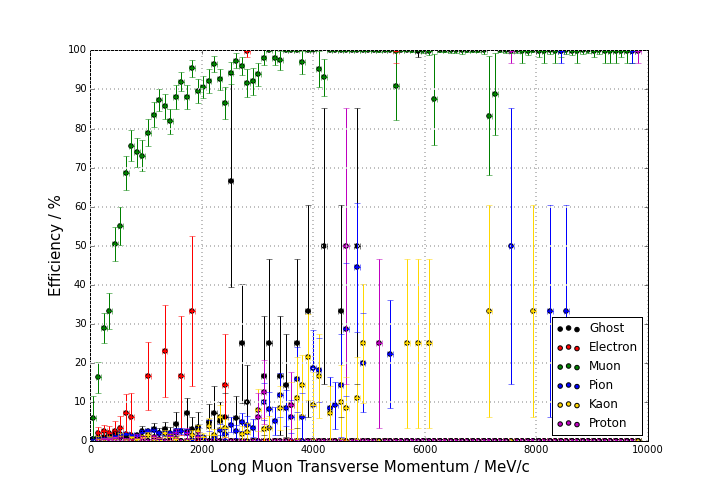 100
90
80
70
60
50
40
30
20
10
0
Efficiency / %
0
2000
4000
6000
8000
10000
Long Muon Transverse Momentum / MeV/c
Ghost
Electron
Muon
Pion
Kaon
Proton